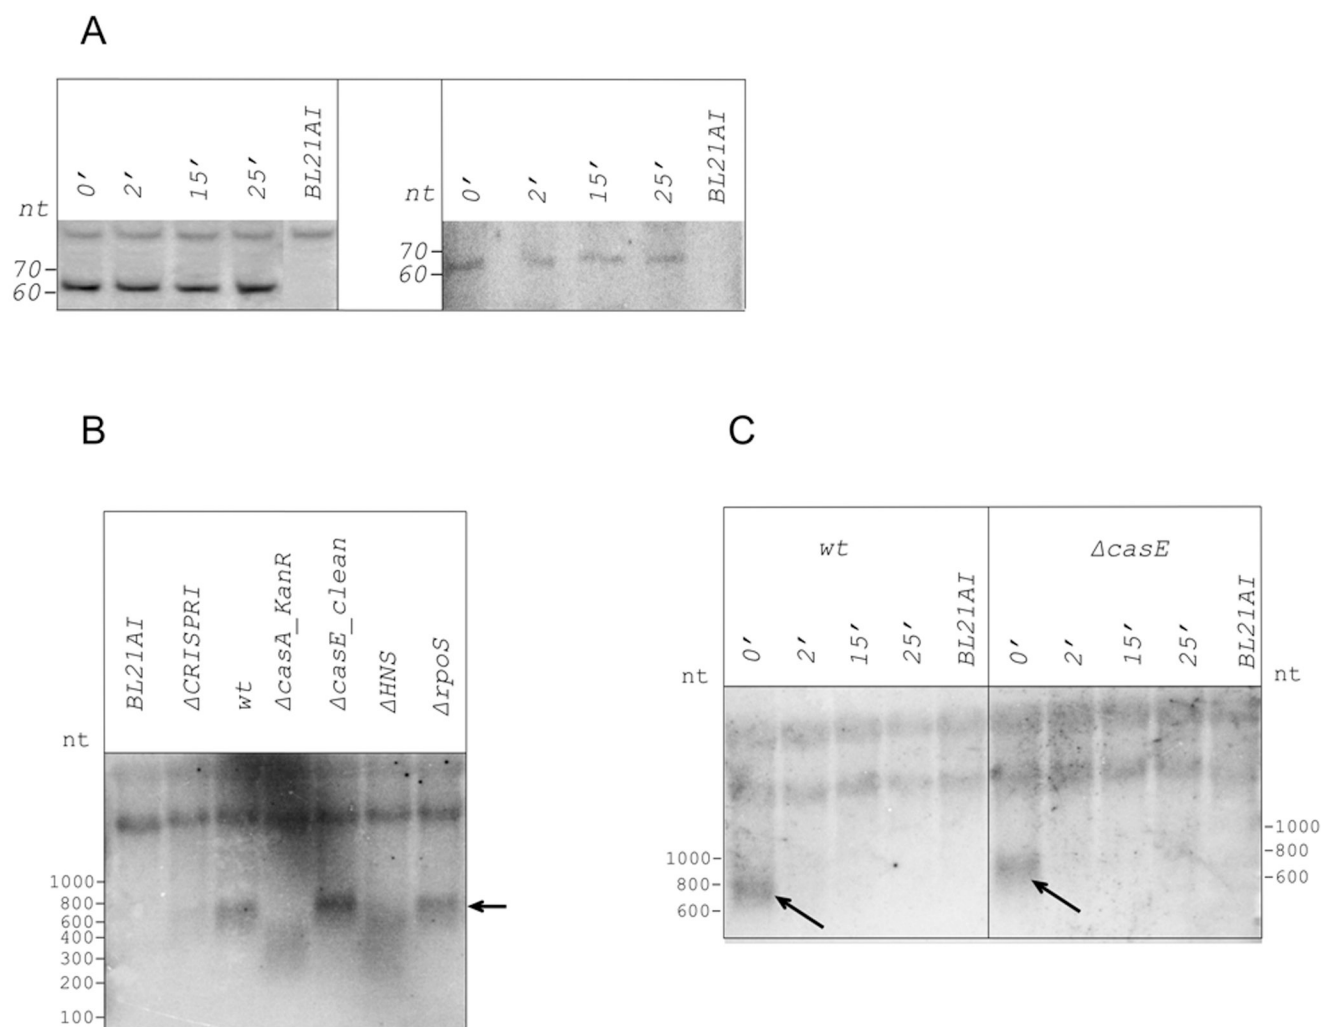 A
nt 0′ 2′ 15′ 25′ BL21AI
70
60
nt 0′ 2′ 15′ 25′ BL21AI
70
60
B
BL21AI ΔCRISPRI wt ΔcasA_KanR ΔcasE_clean ΔHNS ΔrpoS
nt
1000
800
600
400
300
200
100
C
wt ΔcasE
0′ 2′ 15′ 25′ BL21AI 0′ 2′ 15′ 25′ BL21AI
nt nt
1000
800
600
1000
800
600